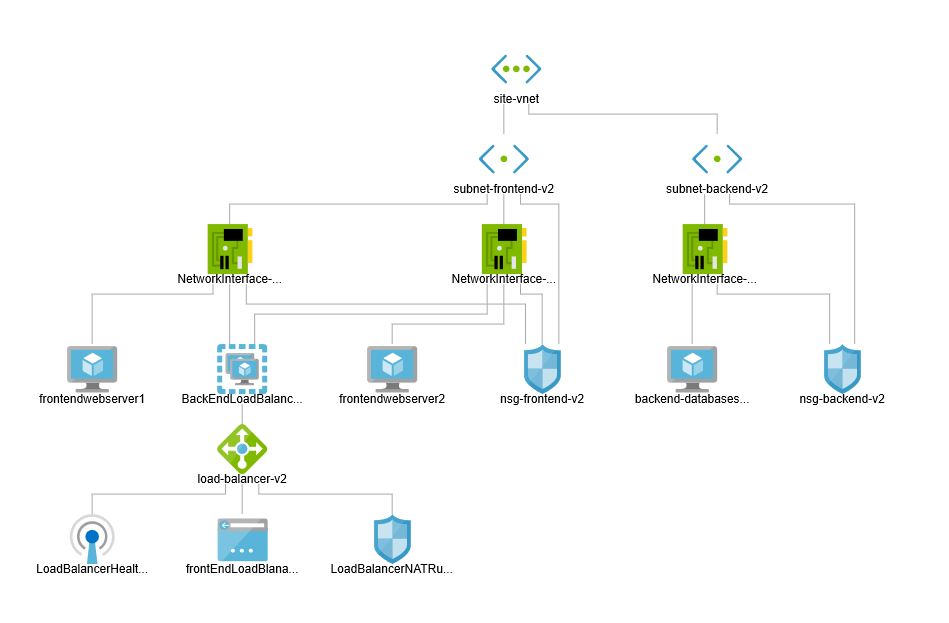 site-vnet
subnet-frontend-v2
subnet-backend-v2
NetworkInterface-...
NetworkInterface-...
NetworkInterface-...
frontendwebserver1
BackEndLoadBalanc...
frontendwebserver2
nsg-frontend-v2
backend-databases...
nsg-backend-v2
load-balancer-v2
LoadBalancerHealt...
frontEndLoadBlana...
LoadBalancerNATRu...